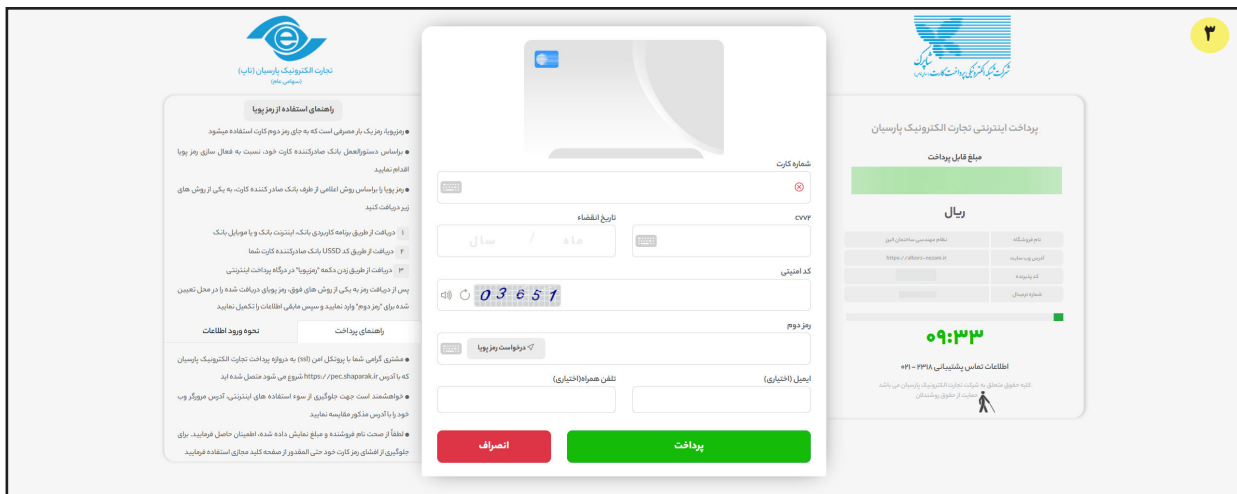 ۳
شاپرک
شرکت شبکه الکترونیکی پرداخت کارت
پرداخت اینترنتی تجارت الکترونیک پارسیان
مبلغ قابل پرداخت
ریال
نام فروشگاه
نظام مهندسی ساختمان البرز
آدرس وب سایت
https://alborz-nezam.ir
کد پذیرنده
شماره ترمینال
۰۹:۳۳
اطلاعات تماس پشتیبانی ۲۳۱۸ - ۰۲۱
کلیه حقوق متعلق به شرکت تجارت الکترونیک پارسیان می باشد
حمایت از حقوق روشندلان
شماره کارت
CVV2
تاریخ انقضاء
ماه / سال
کد امنیتی
03651
رمز دوم
درخواست رمز پویا
ایمیل (اختیاری)
تلفن همراه(اختیاری)
پرداخت
انصراف
تجارت الکترونیک پارسیان (تاپ)
(سهامی عام)
راهنمای استفاده از رمز پویا
● رمزپویا، رمز یک بار مصرفی است که به جای رمز دوم کارت استفاده میشود
● براساس دستورالعمل بانک صادرکننده کارت خود، نسبت به فعال سازی رمز پویا
اقدام نمایید
● رمز پویا را براساس روش اعلامی از طرف بانک صادر کننده کارت، به یکی از روش های
زیر دریافت کنید
۱ دریافت از طریق برنامه کاربردی بانک، اینترنت بانک و یا موبایل بانک
۲ دریافت از طریق کد USSD بانک صادرکننده کارت شما
۳ دریافت از طریق زدن دکمه "رمزپویا" در درگاه پرداخت اینترنتی
پس از دریافت رمز به یکی از روش های فوق، رمز پویای دریافت شده را در محل تعیین
شده برای "رمز دوم" وارد نمایید و سپس مابقی اطلاعات را تکمیل نمایید
راهنمای پرداخت
نحوه ورود اطلاعات
● مشتری گرامی شما با پروتکل امن (ssl) به دروازه پرداخت تجارت الکترونیک پارسیان
که با آدرس https://pec.shaparak.ir شروع می شود متصل شده اید
● خواهشمند است جهت جلوگیری از سوء استفاده های اینترنتی، آدرس مرورگر وب
خود را با آدرس مذکور مقایسه نمایید
● لطفاً از صحت نام فروشنده و مبلغ نمایش داده شده، اطمینان حاصل فرمایید. برای
جلوگیری از افشای رمز کارت خود حتی المقدور از صفحه کلید مجازی استفاده فرمایید